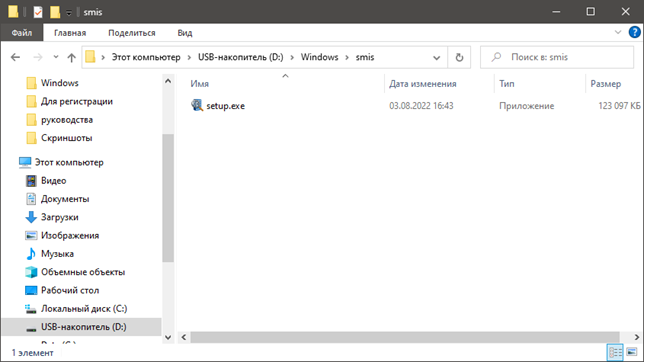 smis
Файл Главная Поделиться Вид
Этот компьютер USB-накопитель (D:) Windows smis
Поиск в: smis
Имя Дата изменения Тип Размер
setup.exe 03.08.2022 16:43 Приложение 123 097 КБ
Windows
Для регистрации
руководства
Скриншоты
Этот компьютер
Видео
Документы
Загрузки
Изображения
Музыка
Объемные объекты
Рабочий стол
Локальный диск (C:)
USB-накопитель (D:)
1 элемент